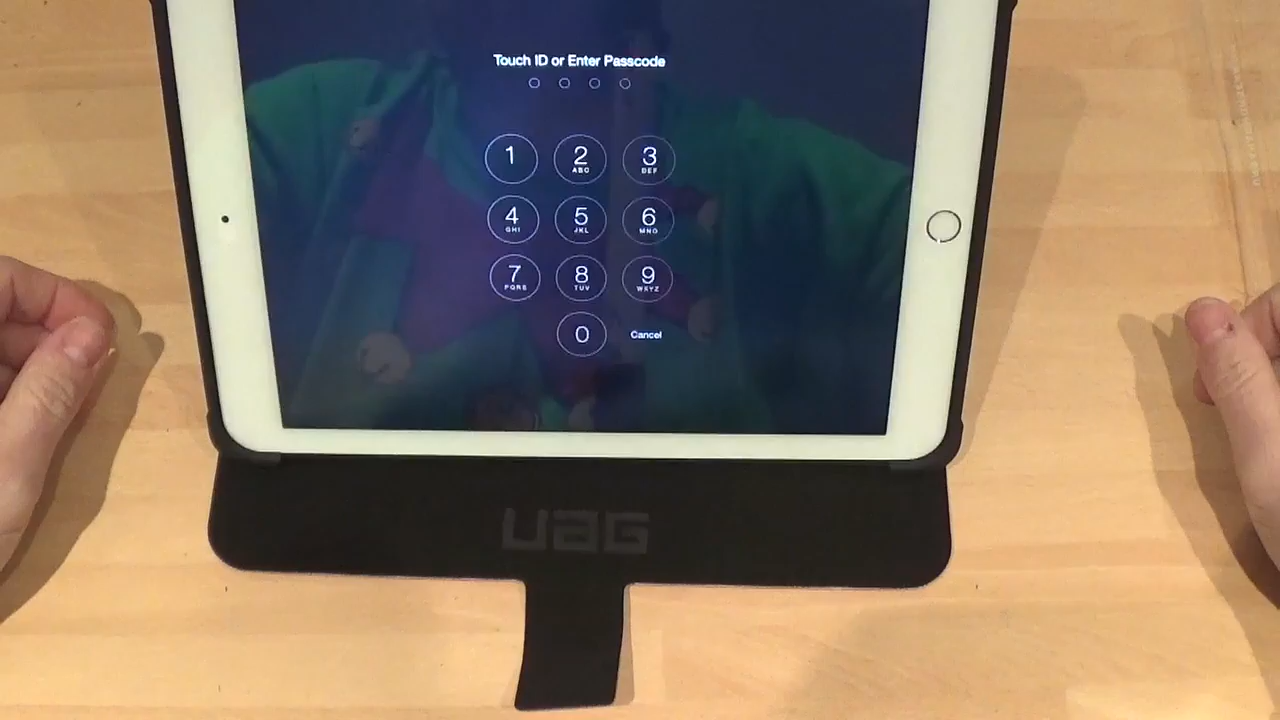 Touch ID or Enter Passcode
1 2 3
ABC DEF
4 5 6
GHI JKL MNO
7 8 9
PQRS TUV WXYZ
0 Cancel
UAG